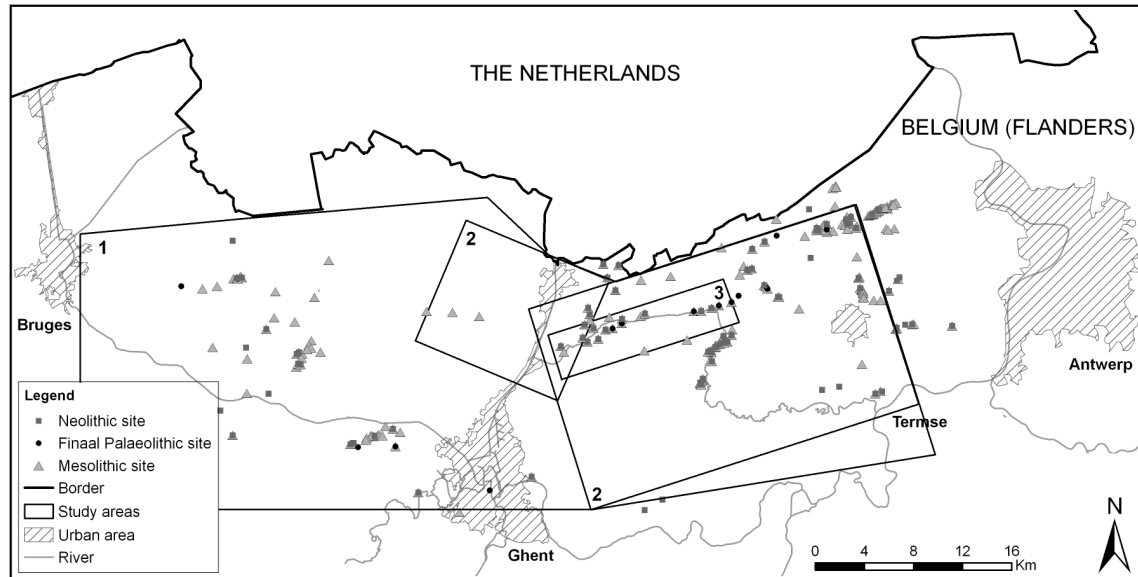 THE NETHERLANDS
BELGIUM (FLANDERS)
1
2
3
Bruges
Antwerp
Termse
2
Ghent
Legend
Neolithic site
Finaal Palaeolithic site
Mesolithic site
Border
Study areas
Urban area
River
N
0 4 8 12 16
Km